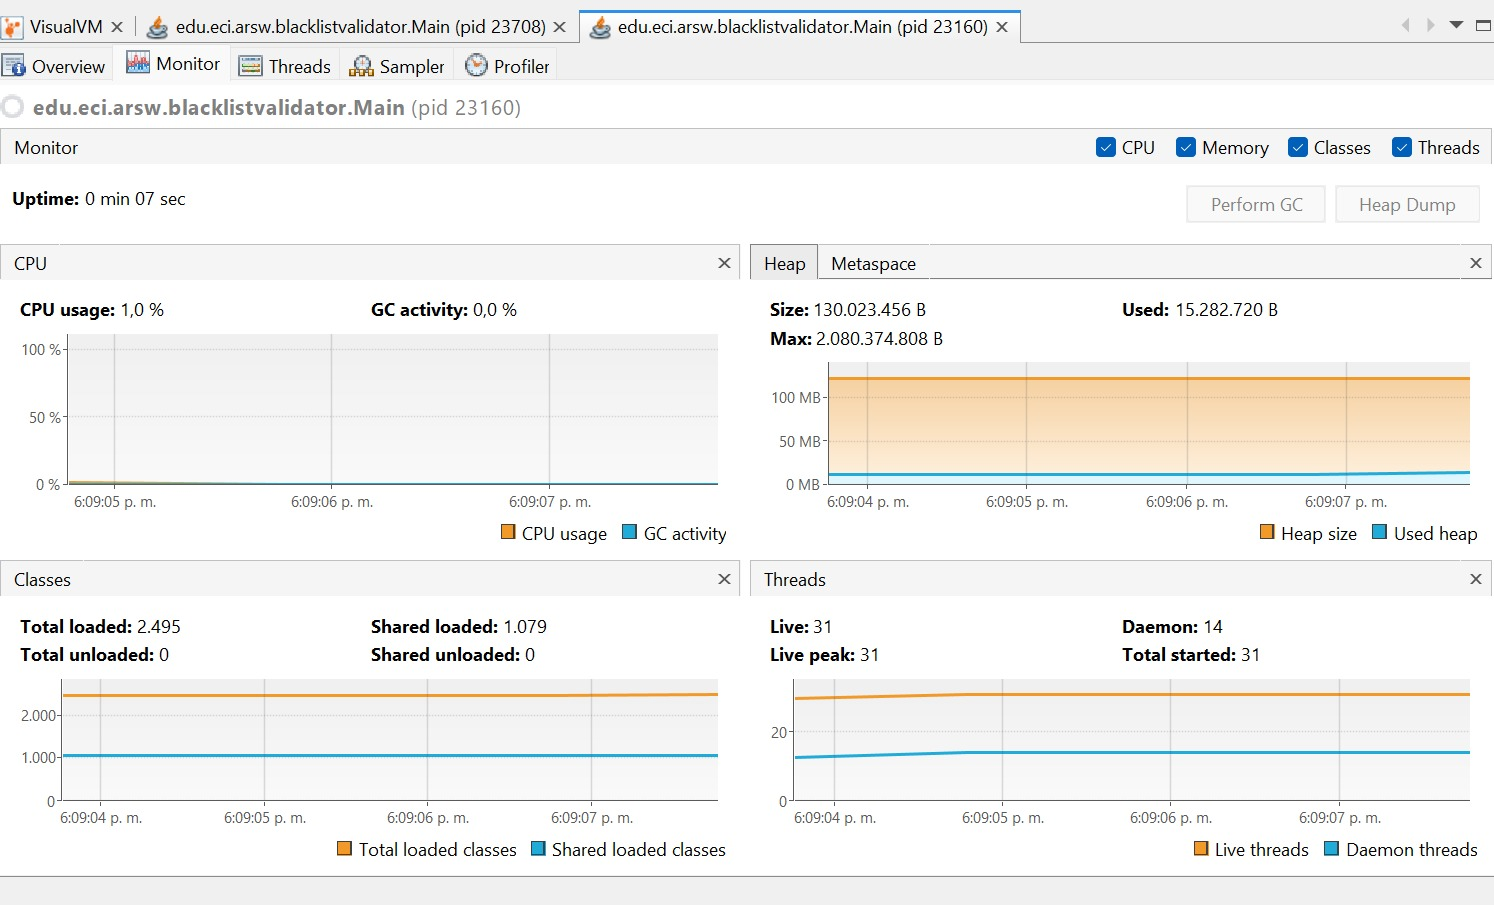 VisualVM edu.eci.arsw.blacklistvalidator.Main (pid 23708) edu.eci.arsw.blacklistvalidator.Main (pid 23160)
Overview Monitor Threads Sampler Profiler
edu.eci.arsw.blacklistvalidator.Main (pid 23160)
Monitor CPU Memory Classes Threads
Uptime: 0 min 07 sec
Perform GC Heap Dump
CPU
CPU usage: 1,0 % GC activity: 0,0 %
100 %
50 %
0 %
6:09:05 p. m. 6:09:06 p. m. 6:09:07 p. m.
CPU usage GC activity
Heap Metaspace
Size: 130.023.456 B Used: 15.282.720 B
Max: 2.080.374.808 B
100 MB
50 MB
0 MB
6:09:04 p. m. 6:09:05 p. m. 6:09:06 p. m. 6:09:07 p. m.
Heap size Used heap
Classes
Total loaded: 2.495 Shared loaded: 1.079
Total unloaded: 0 Shared unloaded: 0
2.000
1.000
0
6:09:04 p. m. 6:09:05 p. m. 6:09:06 p. m. 6:09:07 p. m.
Total loaded classes Shared loaded classes
Threads
Live: 31 Daemon: 14
Live peak: 31 Total started: 31
20
0
6:09:04 p. m. 6:09:05 p. m. 6:09:06 p. m. 6:09:07 p. m.
Live threads Daemon threads